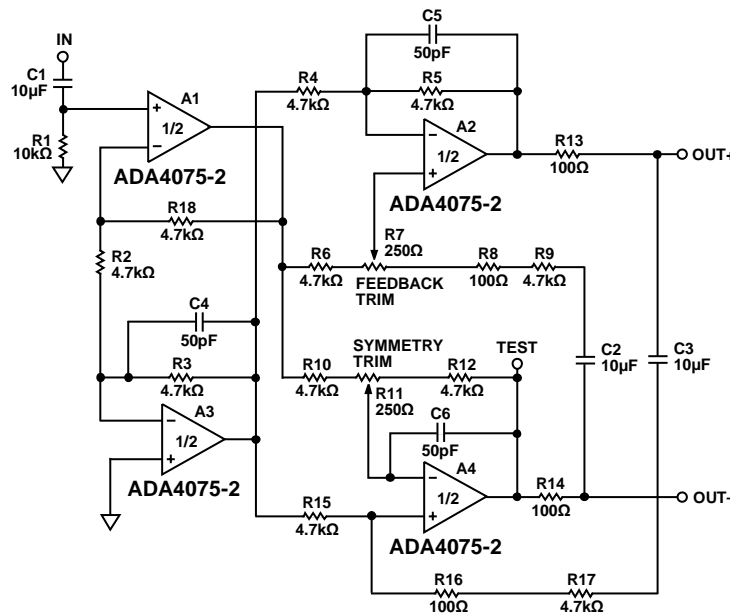 IN
C1
10µF
R1
10kΩ
+
A1
1/2
−
ADA4075-2
R18
4.7kΩ
R2
4.7kΩ
C4
50pF
R3
4.7kΩ
A3
−
1/2
+
ADA4075-2
C5
50pF
R4
4.7kΩ
R5
4.7kΩ
A2
−
1/2
+
ADA4075-2
R13
100Ω
OUT+
R6
4.7kΩ
R7
250Ω
FEEDBACK
TRIM
R8
100Ω
R9
4.7kΩ
C2
10µF
C3
10µF
SYMMETRY
TRIM
TEST
R10
4.7kΩ
R11
250Ω
R12
4.7kΩ
C6
50pF
A4
−
1/2
+
ADA4075-2
R14
100Ω
OUT−
R15
4.7kΩ
R16
100Ω
R17
4.7kΩ